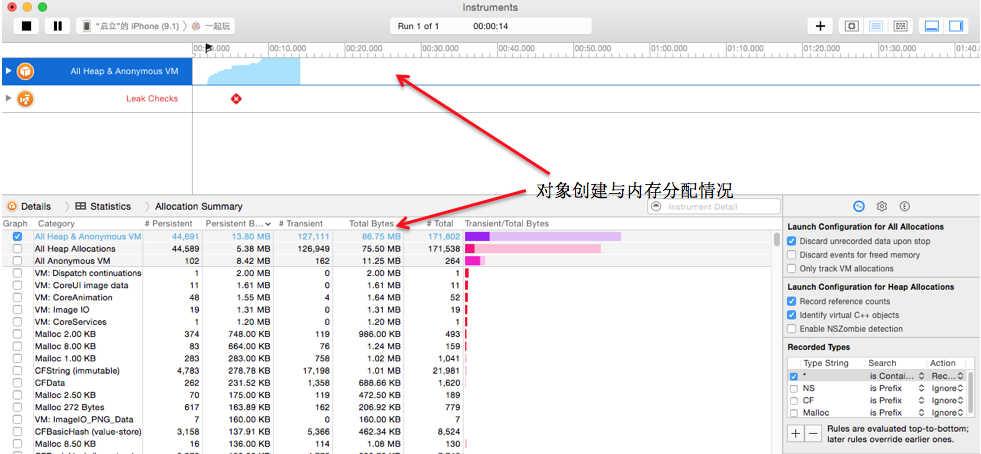 Instruments
"启立"的 iPhone (9.1) 一起玩
Run 1 of 1 00:00:14
00:00.000 00:10.000 00:20.000 00:30.000 00:40.000 00:50.000 01:00.000 01:10.000 01:20.000 01:30.000 01:40.
All Heap & Anonymous VM
Leak Checks
对象创建与内存分配情况
Details Statistics Allocation Summary Instrument Detail
Graph Category # Persistent Persistent B... # Transient Total Bytes # Total Transient/Total Bytes
All Heap & Anonymous VM 44,691 13.80 MB 127,111 86.75 MB 171,802
All Heap Allocations 44,589 5.38 MB 126,949 75.50 MB 171,538
All Anonymous VM 102 8.42 MB 162 11.25 MB 264
VM: Dispatch continuations 1 2.00 MB 0 2.00 MB 1
VM: CoreUI image data 11 1.61 MB 0 1.61 MB 11
VM: CoreAnimation 48 1.55 MB 4 1.64 MB 52
VM: Image IO 19 1.31 MB 0 1.31 MB 19
VM: CoreServices 1 1.20 MB 0 1.20 MB 1
Malloc 2.00 KB 374 748.00 KB 119 986.00 KB 493
Malloc 8.00 KB 83 664.00 KB 76 1.24 MB 159
Malloc 1.00 KB 283 283.00 KB 758 1.02 MB 1,041
CFString (immutable) 4,783 278.78 KB 17,198 1.01 MB 21,981
CFData 262 231.52 KB 1,358 688.66 KB 1,620
Malloc 2.50 KB 70 175.00 KB 119 472.50 KB 189
Malloc 272 Bytes 617 163.89 KB 162 206.92 KB 779
VM: ImageIO_PNG_Data 7 160.00 KB 0 160.00 KB 7
CFBasicHash (value-store) 3,158 137.91 KB 5,366 462.34 KB 8,524
Malloc 8.50 KB 16 136.00 KB 114 1.08 MB 130
Launch Configuration for All Allocations
Discard unrecorded data upon stop
Discard events for freed memory
Only track VM allocations
Launch Configuration for Heap Allocations
Record reference counts
Identify virtual C++ objects
Enable NSZombie detection
Recorded Types
Type String Search Action
* is Contai... Rec...
NS is Prefix Ignore
CF is Prefix Ignore
Malloc is Prefix Ignore
Rules are evaluated top-to-bottom;
later rules override earlier ones.